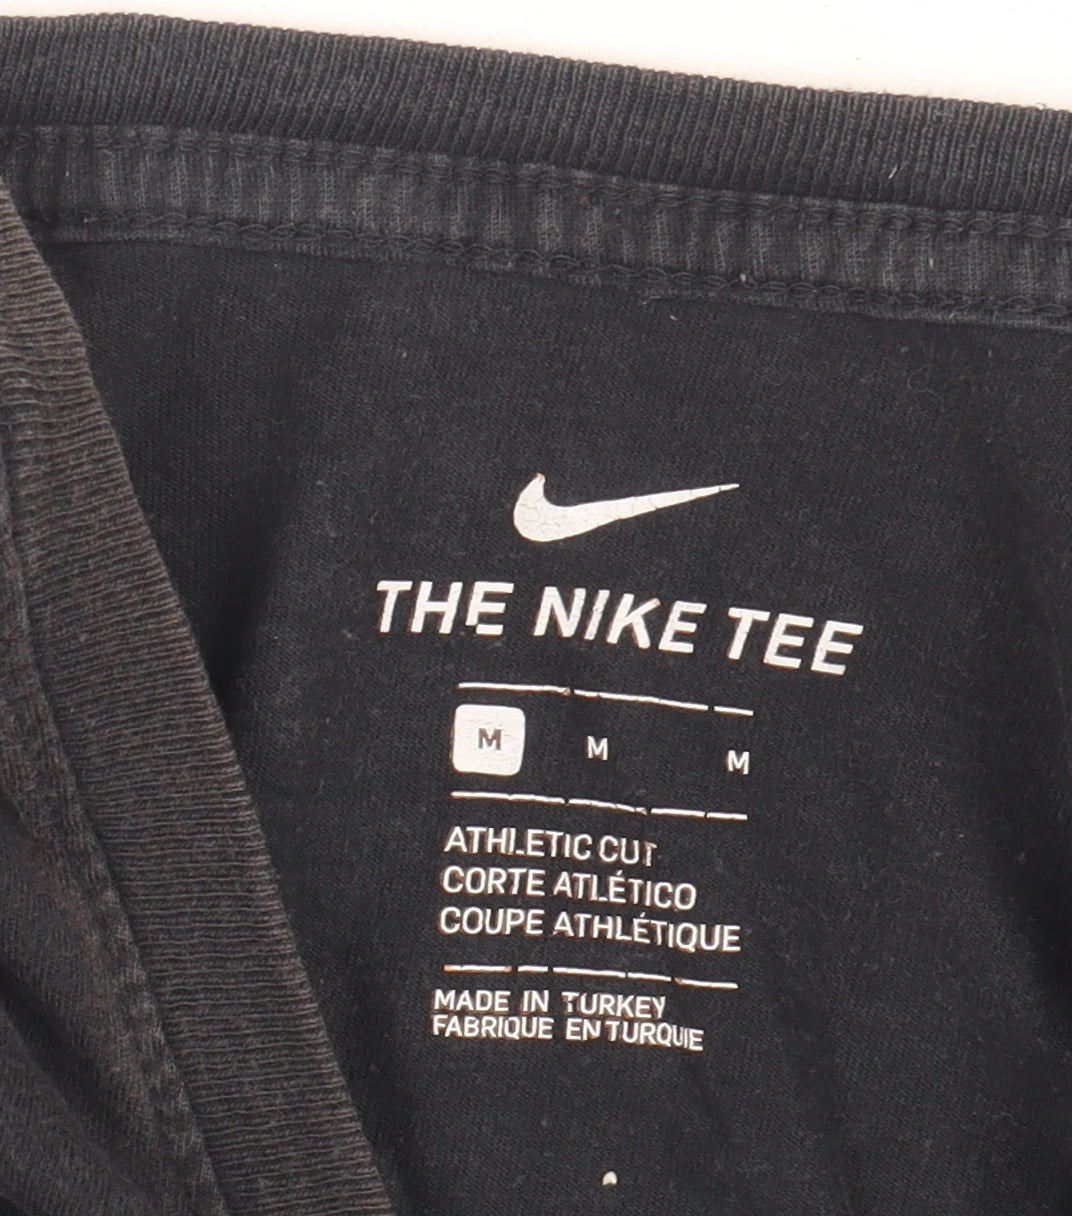 THE NIKE TEE
M M M
ATHLETIC CUT
CORTE ATLÉTICO
COUPE ATHLÉTIQUE
MADE IN TURKEY
FABRIQUE EN TURQUIE